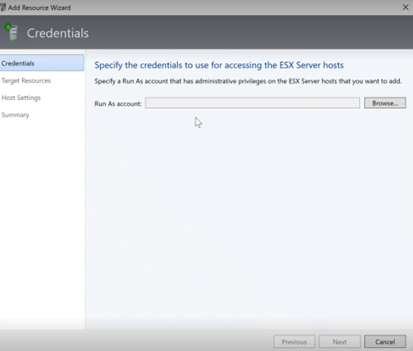 Add Resource Wizard
Credentials
Credentials
Target Resources
Host Settings
Summary
Specify the credentials to use for accessing the ESX Server hosts
Specify a Run As account that has administrative privileges on the ESX Server hosts that you want to add.
Run As account:
Browse...
Previous
Next
Cancel